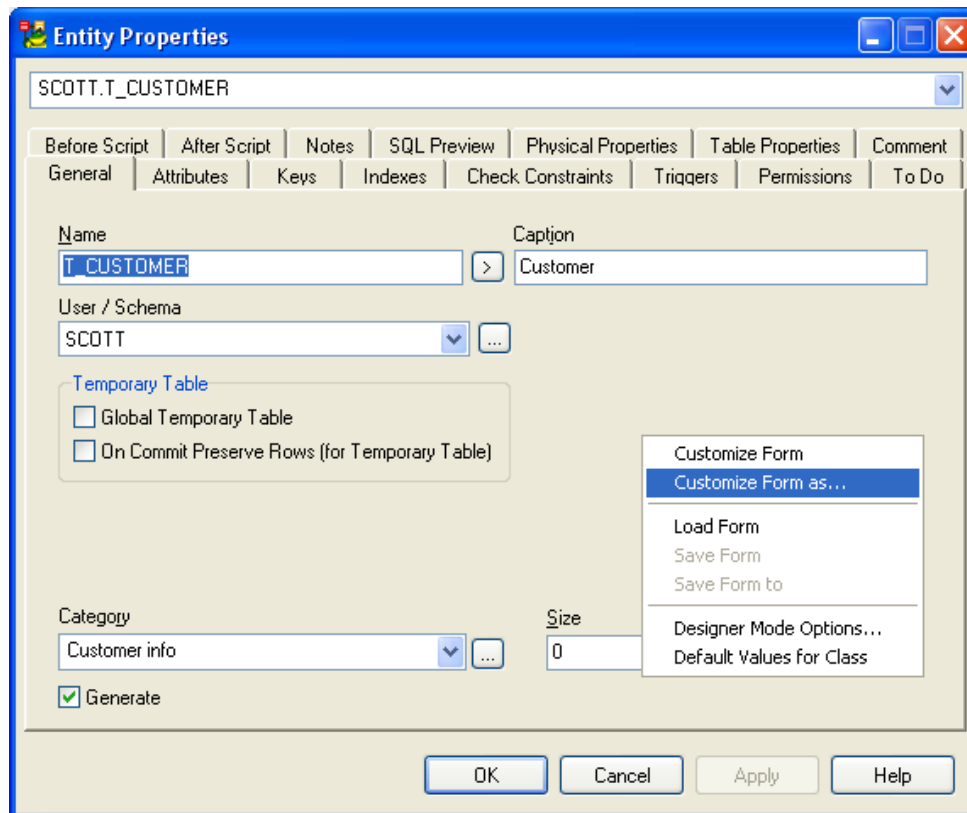 Entity Properties
SCOTT.T_CUSTOMER
Before Script After Script Notes SQL Preview Physical Properties Table Properties Comment
General Attributes Keys Indexes Check Constraints Triggers Permissions To Do
Name Caption
T_CUSTOMER > Customer
User / Schema
SCOTT ...
Temporary Table
Global Temporary Table
On Commit Preserve Rows (for Temporary Table)
Customize Form
Customize Form as...
Load Form
Save Form
Save Form to
Designer Mode Options...
Default Values for Class
Category Size
Customer info ... 0
Generate
OK Cancel Apply Help